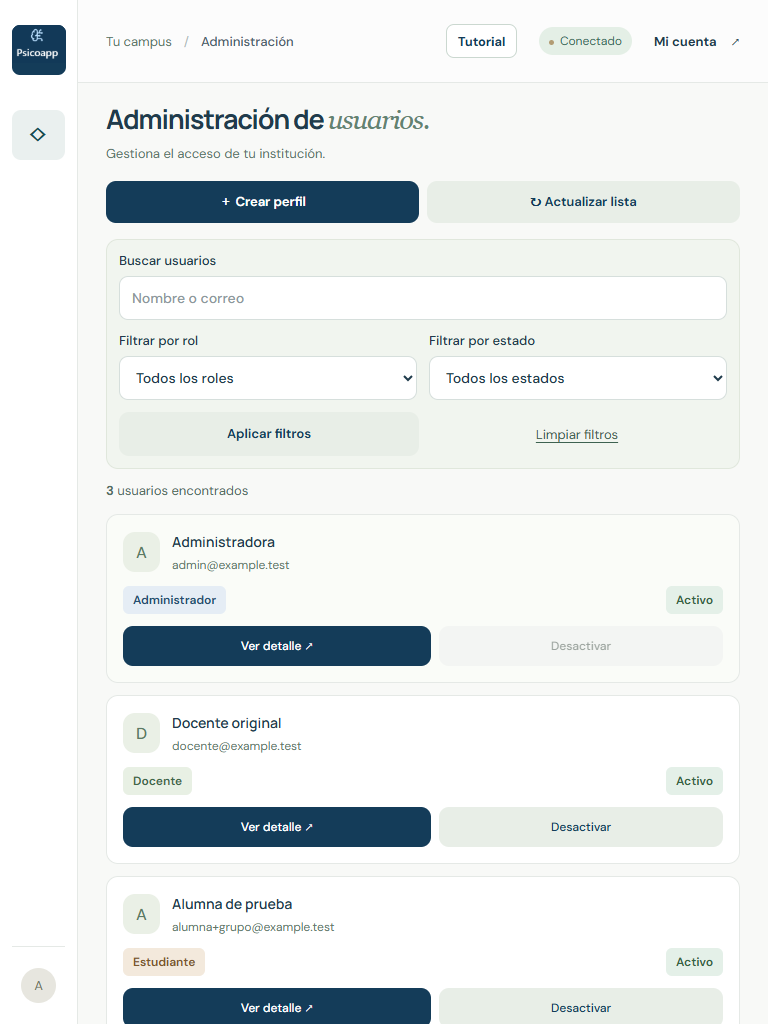 Psicoapp
Tu campus / Administración
Tutorial
● Conectado
Mi cuenta ↗
Administración de usuarios.
Gestiona el acceso de tu institución.
+ Crear perfil
↻ Actualizar lista
Buscar usuarios
Nombre o correo
Filtrar por rol
Filtrar por estado
Todos los roles
Todos los estados
Aplicar filtros
Limpiar filtros
3 usuarios encontrados
A
Administradora
admin@example.test
Administrador
Activo
Ver detalle ↗
Desactivar
D
Docente original
docente@example.test
Docente
Activo
Ver detalle ↗
Desactivar
A
Alumna de prueba
alumna+grupo@example.test
Estudiante
Activo
Ver detalle ↗
Desactivar
A